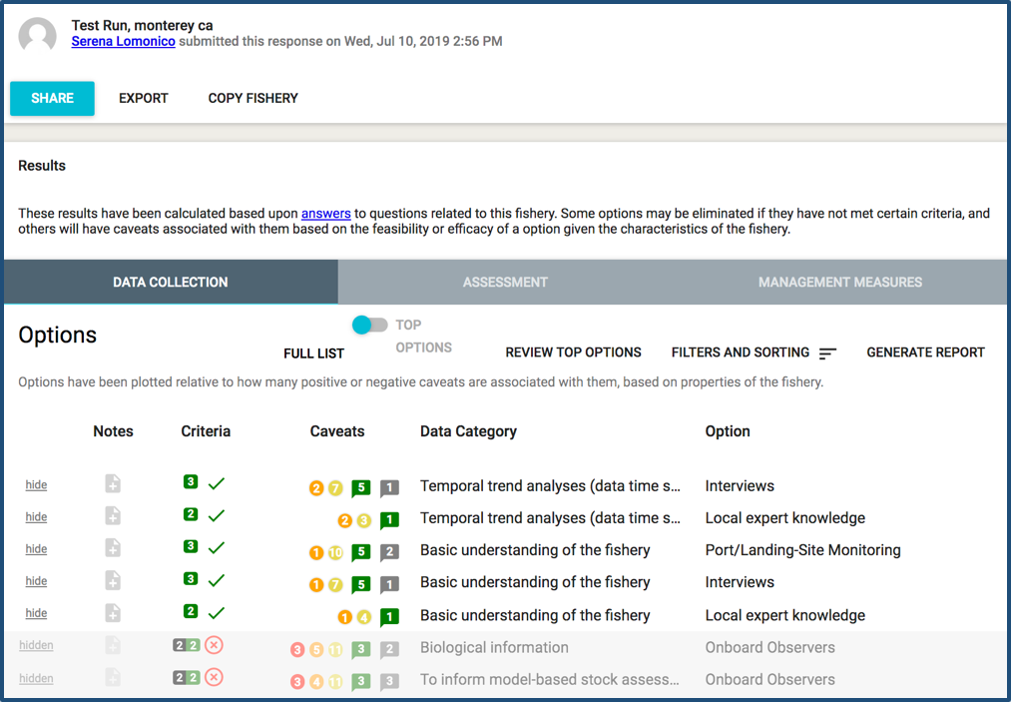 Test Run, monterey ca
Serena Lomonico submitted this response on Wed, Jul 10, 2019 2:56 PM
SHARE EXPORT COPY FISHERY
Results
These results have been calculated based upon answers to questions related to this fishery. Some options may be eliminated if they have not met certain criteria, and
others will have caveats associated with them based on the feasibility or efficacy of a option given the characteristics of the fishery.
DATA COLLECTION ASSESSMENT MANAGEMENT MEASURES
Options
FULL LIST TOP OPTIONS REVIEW TOP OPTIONS FILTERS AND SORTING GENERATE REPORT
Options have been plotted relative to how many positive or negative caveats are associated with them, based on properties of the fishery.
Notes Criteria Caveats Data Category Option
hide 3 2 7 5 1 Temporal trend analyses (data time s... Interviews
hide 2 2 3 1 Temporal trend analyses (data time s... Local expert knowledge
hide 3 1 10 5 2 Basic understanding of the fishery Port/Landing-Site Monitoring
hide 3 1 7 5 1 Basic understanding of the fishery Interviews
hide 2 1 4 1 Basic understanding of the fishery Local expert knowledge
hidden 2 2 3 5 11 3 2 Biological information Onboard Observers
hidden 2 2 3 4 11 3 3 To inform model-based stock assess... Onboard Observers